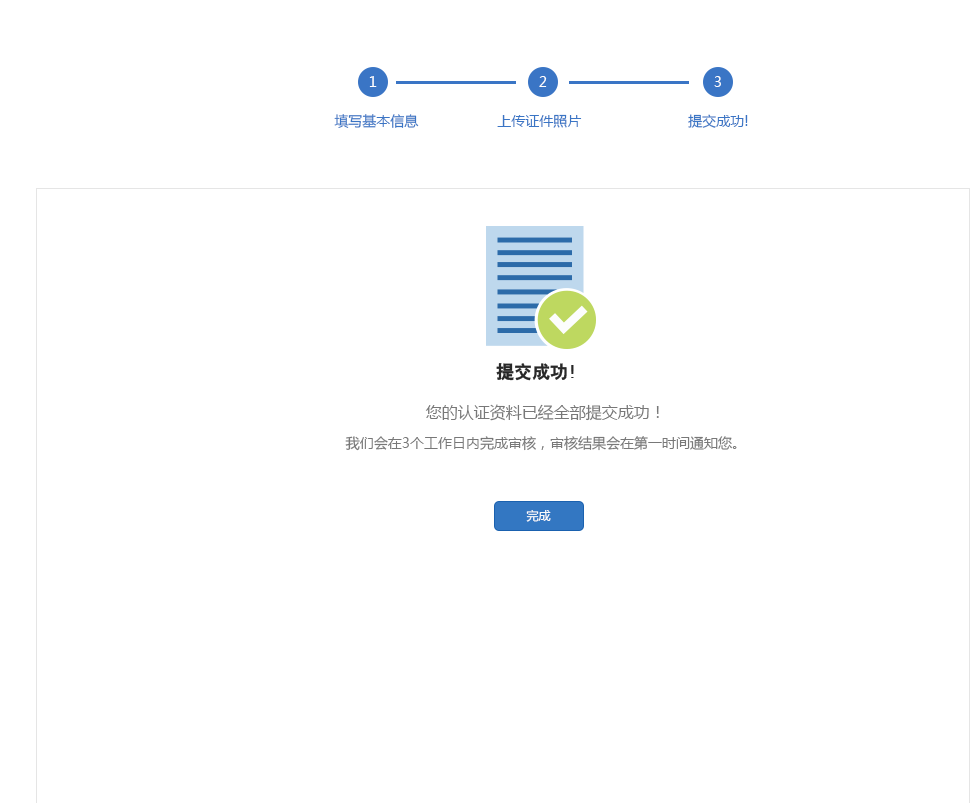 1 2 3
填写基本信息 上传证件照片 提交成功!
提交成功!
您的认证资料已经全部提交成功！
我们会在3个工作日内完成审核，审核结果会在第一时间通知您。
完成